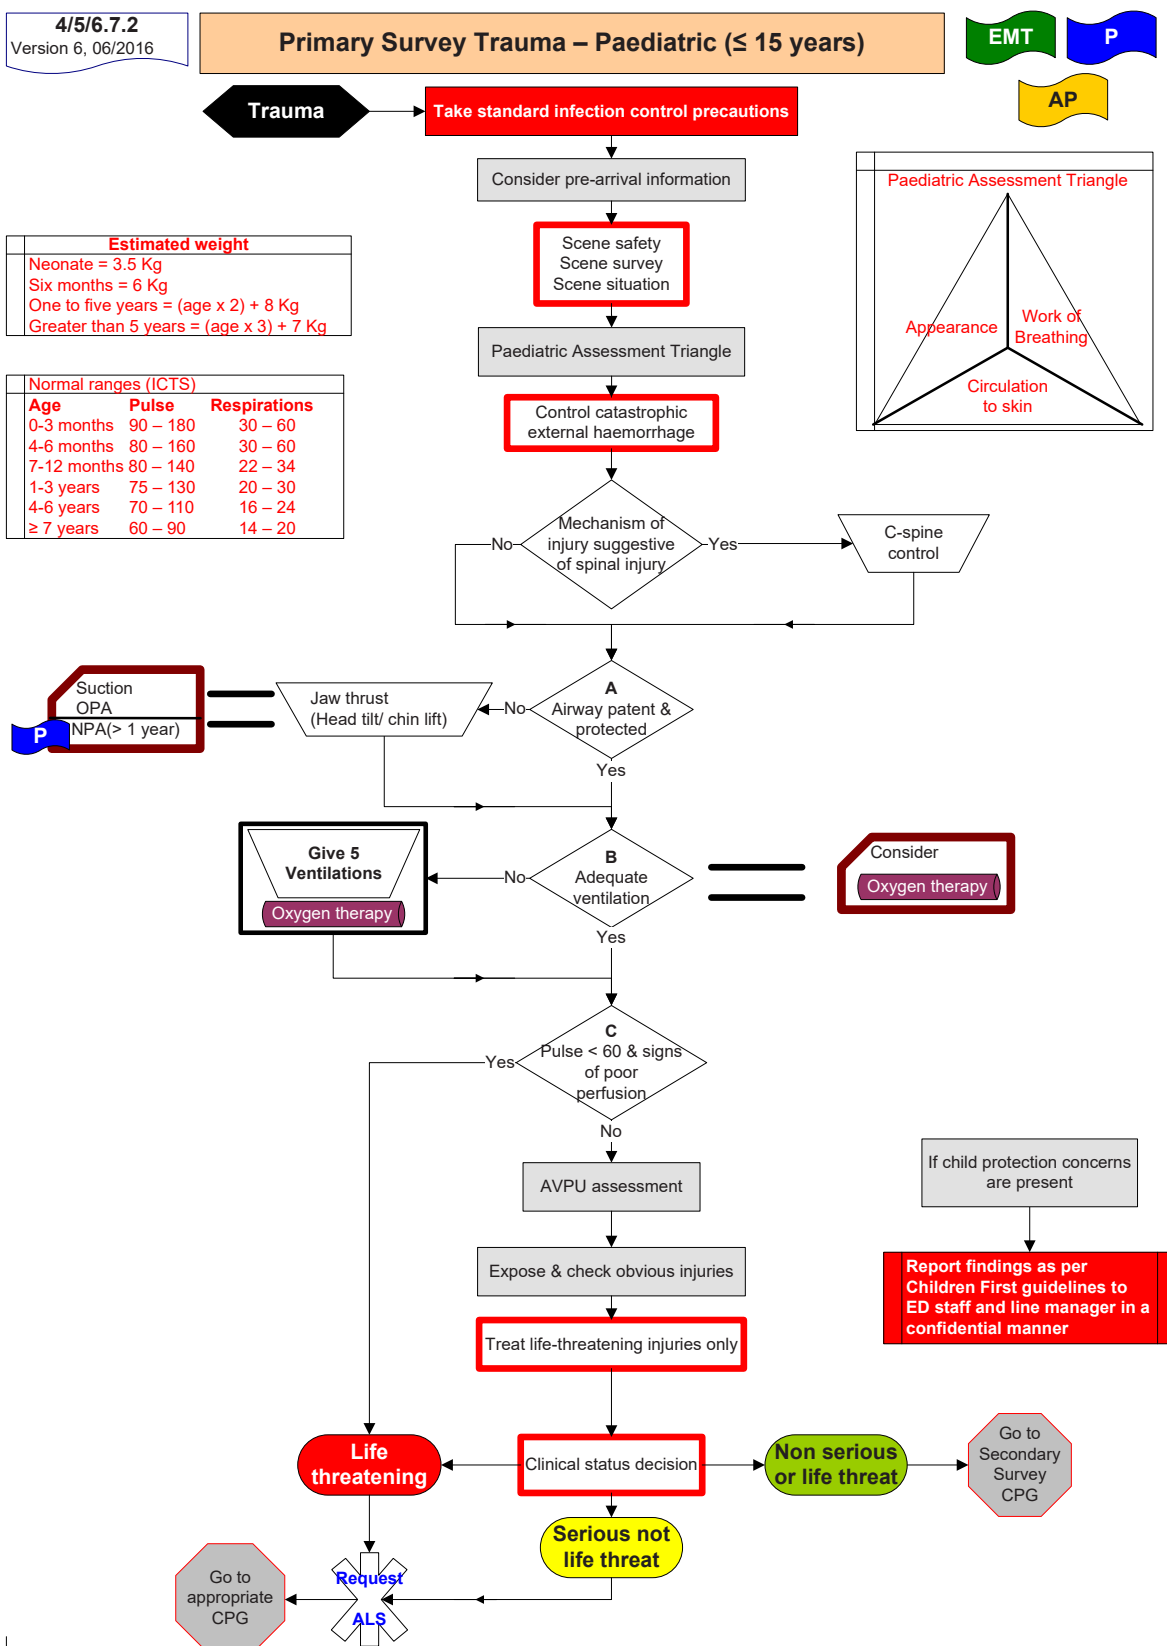 4/5/6.7.2
Version 6, 06/2016
Primary Survey Trauma – Paediatric (≤ 15 years)
EMT
P
AP
Trauma
Take standard infection control precautions
Consider pre-arrival information
Scene safety
Scene survey
Scene situation
Paediatric Assessment Triangle
Control catastrophic
external haemorrhage
Paediatric Assessment Triangle
Appearance
Work of
Breathing
Circulation
to skin
Estimated weight
Neonate = 3.5 Kg
Six months = 6 Kg
One to five years = (age x 2) + 8 Kg
Greater than 5 years = (age x 3) + 7 Kg
Normal ranges (ICTS)
Age Pulse Respirations
0-3 months 90 – 180 30 – 60
4-6 months 80 – 160 30 – 60
7-12 months 80 – 140 22 – 34
1-3 years 75 – 130 20 – 30
4-6 years 70 – 110 16 – 24
≥ 7 years 60 – 90 14 – 20
Mechanism of
injury suggestive
of spinal injury
No
Yes
C-spine
control
A
Airway patent &
protected
No
Yes
Jaw thrust
(Head tilt/ chin lift)
Suction
OPA
P
NPA(> 1 year)
B
Adequate
ventilation
No
Yes
Give 5
Ventilations
Oxygen therapy
Consider
Oxygen therapy
C
Pulse < 60 & signs
of poor
perfusion
Yes
No
AVPU assessment
Expose & check obvious injuries
Treat life-threatening injuries only
If child protection concerns
are present
Report findings as per
Children First guidelines to
ED staff and line manager in a
confidential manner
Life
threatening
Clinical status decision
Non serious
or life threat
Go to
Secondary
Survey
CPG
Serious not
life threat
Request
ALS
Go to
appropriate
CPG